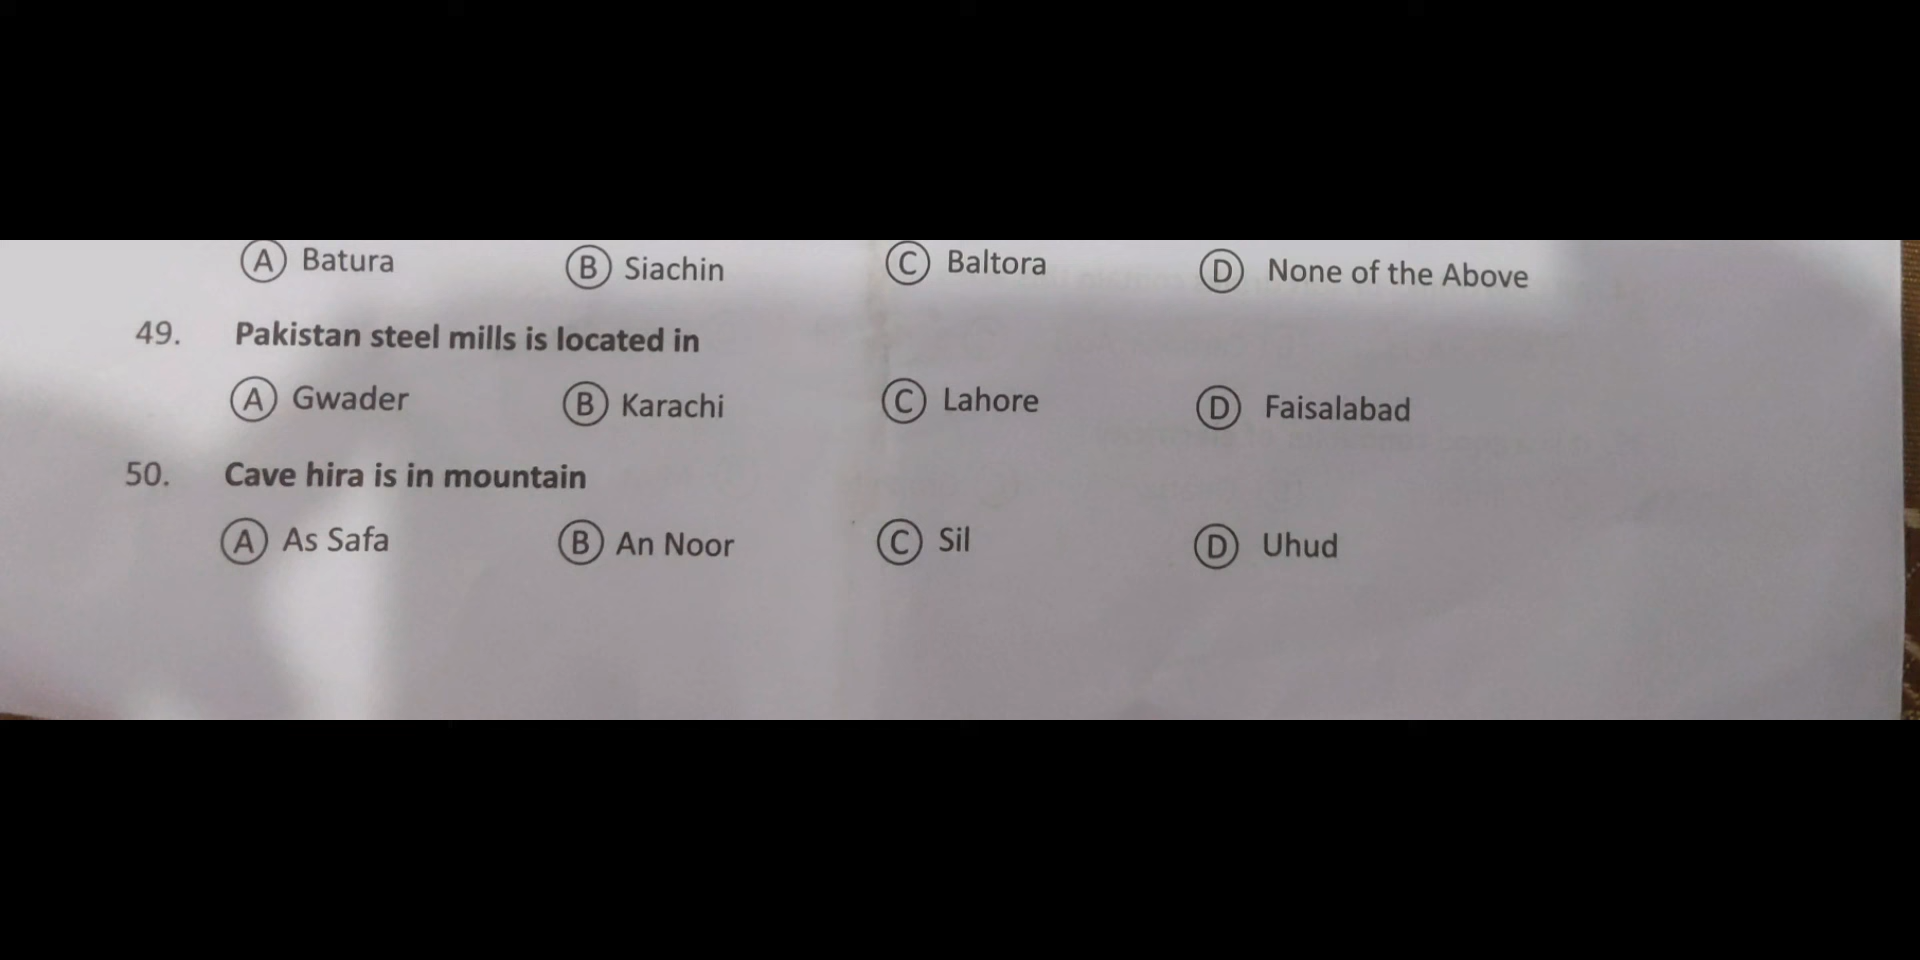 Ⓐ Batura Ⓑ Siachin Ⓒ Baltora Ⓓ None of the Above
49. Pakistan steel mills is located in
Ⓐ Gwader Ⓑ Karachi Ⓒ Lahore Ⓓ Faisalabad
50. Cave hira is in mountain
Ⓐ As Safa Ⓑ An Noor Ⓒ Sil Ⓓ Uhud